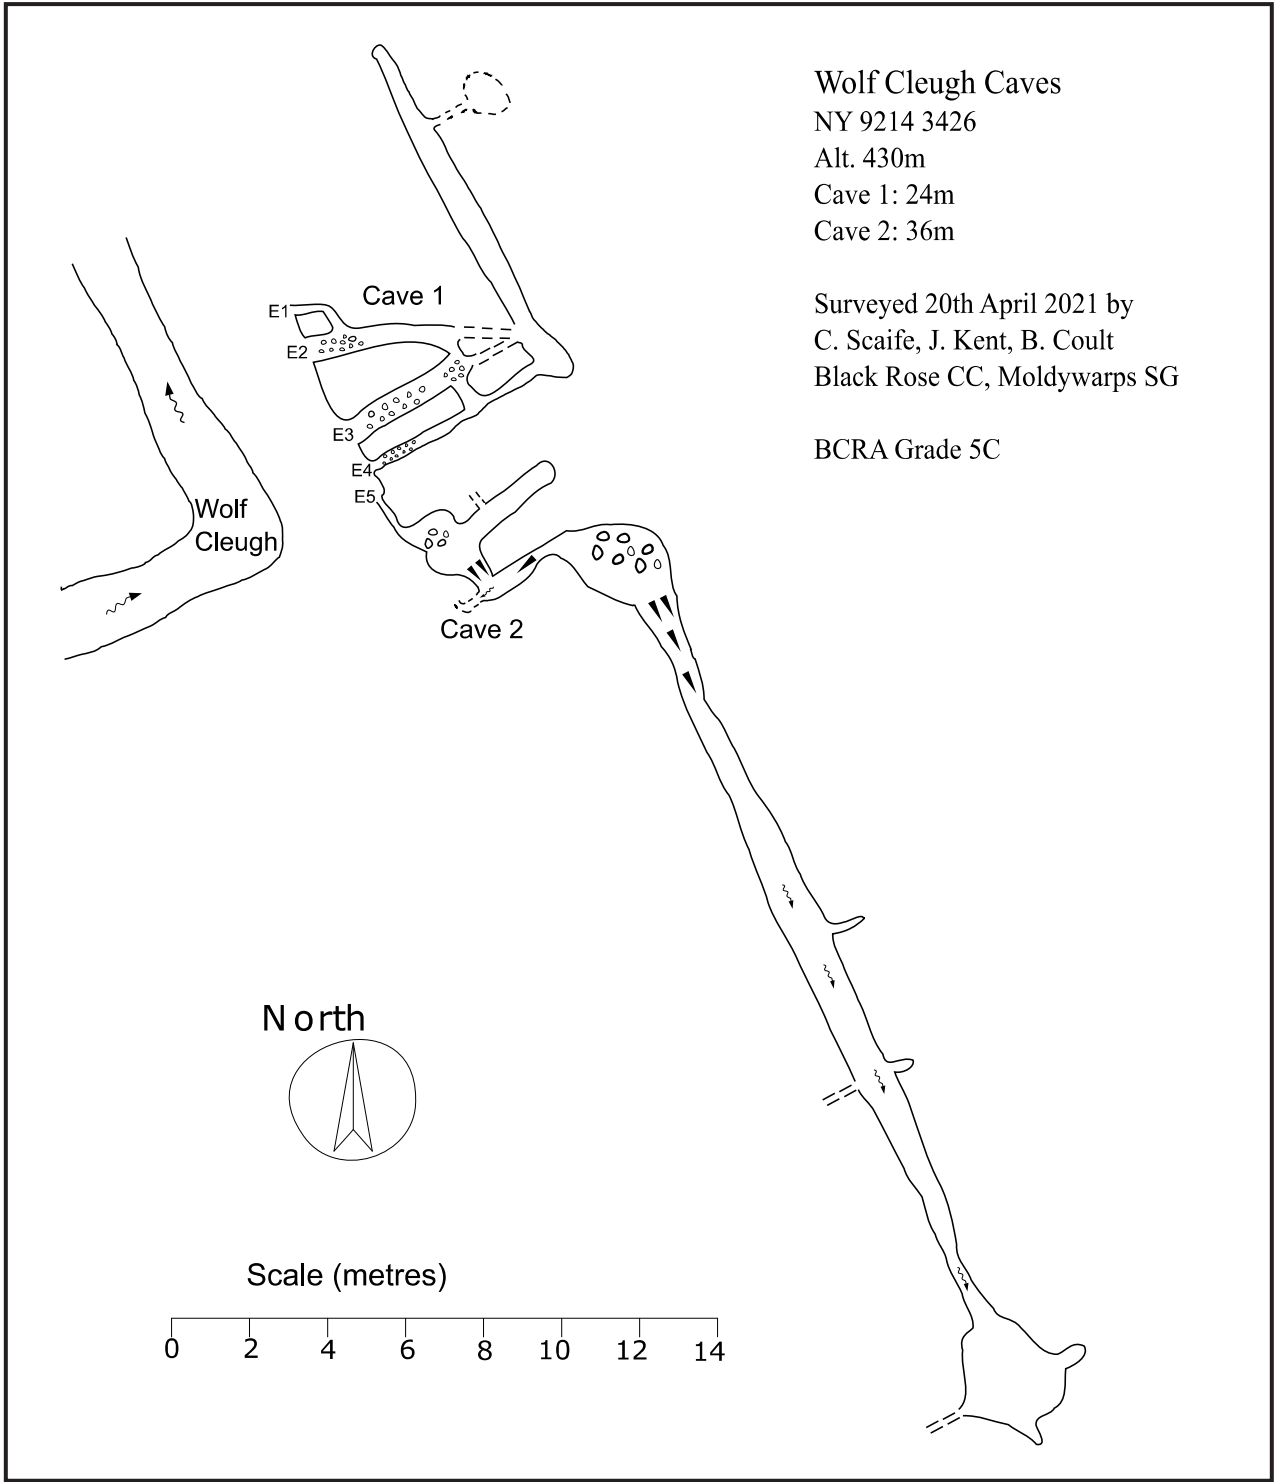 Wolf Cleugh Caves
NY 9214 3426
Alt. 430m
Cave 1: 24m
Cave 2: 36m
Surveyed 20th April 2021 by
C. Scaife, J. Kent, B. Coult
Black Rose CC, Moldywarps SG
BCRA Grade 5C
Cave 1
E1
E2
E3
E4
E5
Wolf
Cleugh
Cave 2
North
Scale (metres)
0 2 4 6 8 10 12 14